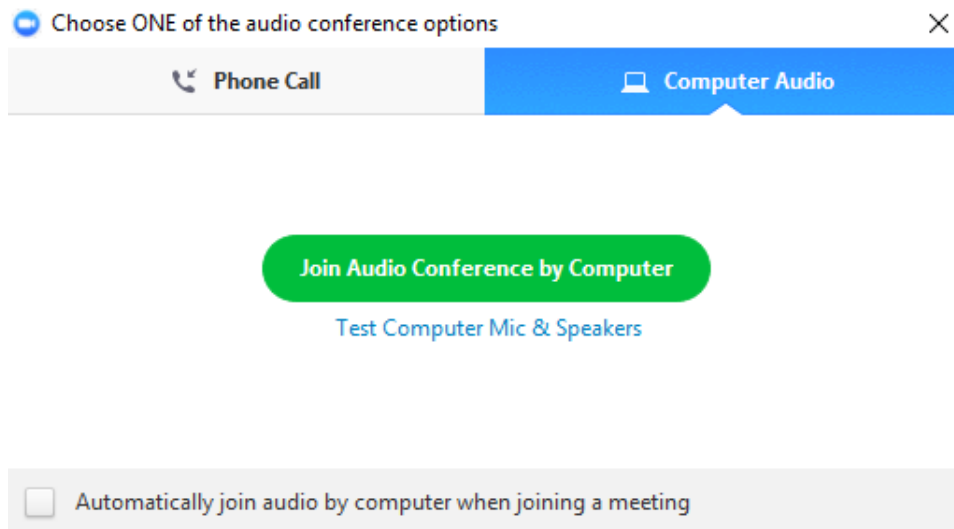 Choose ONE of the audio conference options
Phone Call
Computer Audio
Join Audio Conference by Computer
Test Computer Mic & Speakers
Automatically join audio by computer when joining a meeting